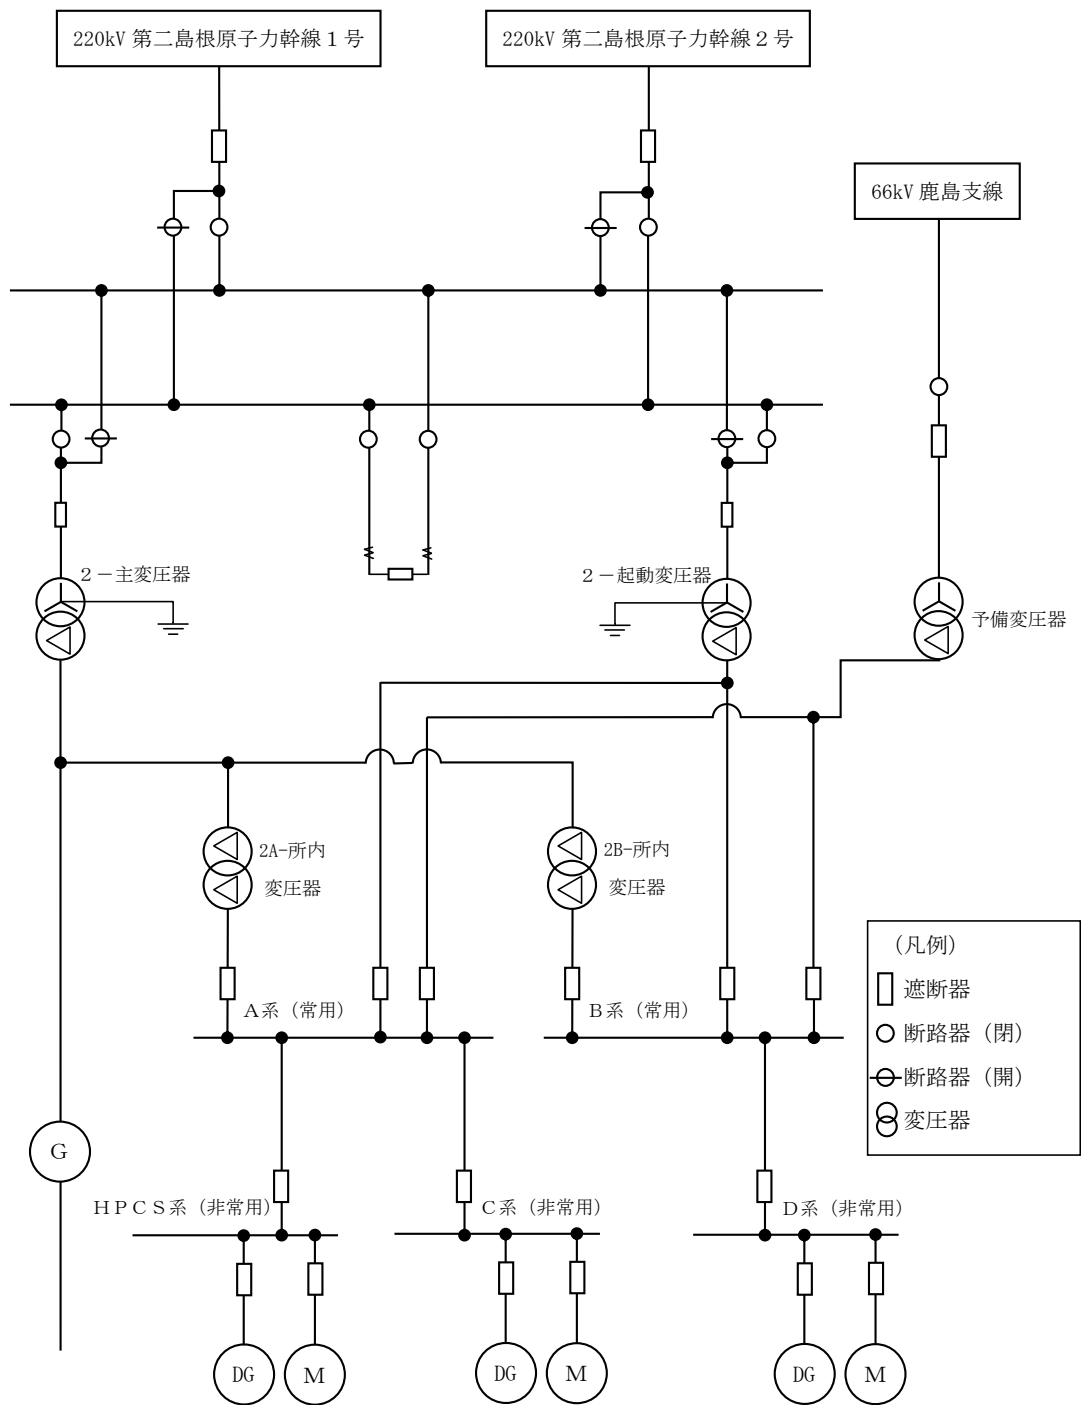 220kV 第二島根原子力幹線１号
220kV 第二島根原子力幹線２号
66kV 鹿島支線
２－主変圧器
２－起動変圧器
予備変圧器
2A-所内
変圧器
2B-所内
変圧器
Ａ系（常用）
Ｂ系（常用）
（凡例）
遮断器
断路器（閉）
断路器（開）
変圧器
G
ＨＰＣＳ系（非常用）
Ｃ系（非常用）
Ｄ系（非常用）
DG
M
DG
M
DG
M